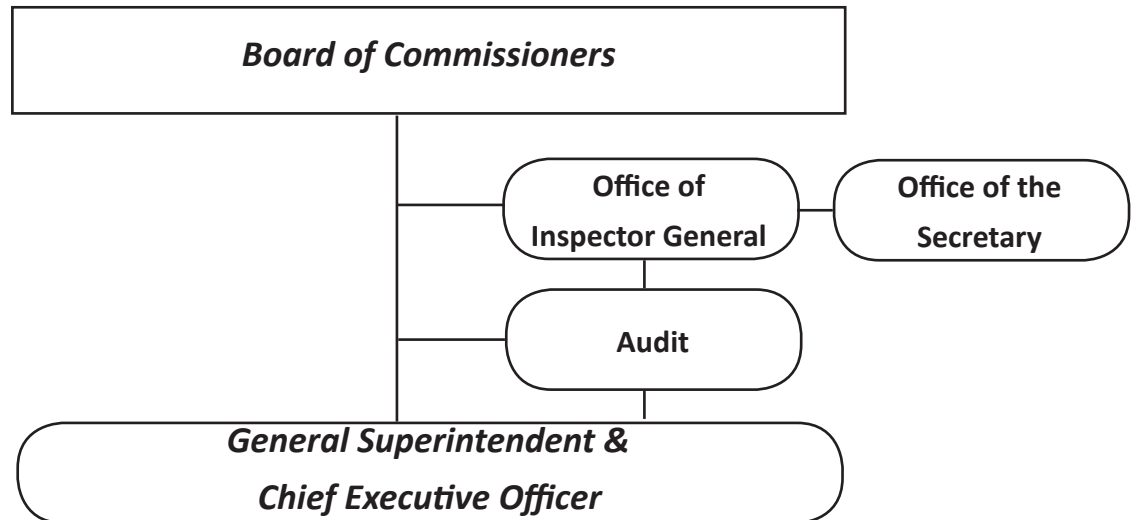 Board of Commissioners
Office of
Inspector General
Office of the
Secretary
Audit
General Superintendent &
Chief Executive Officer